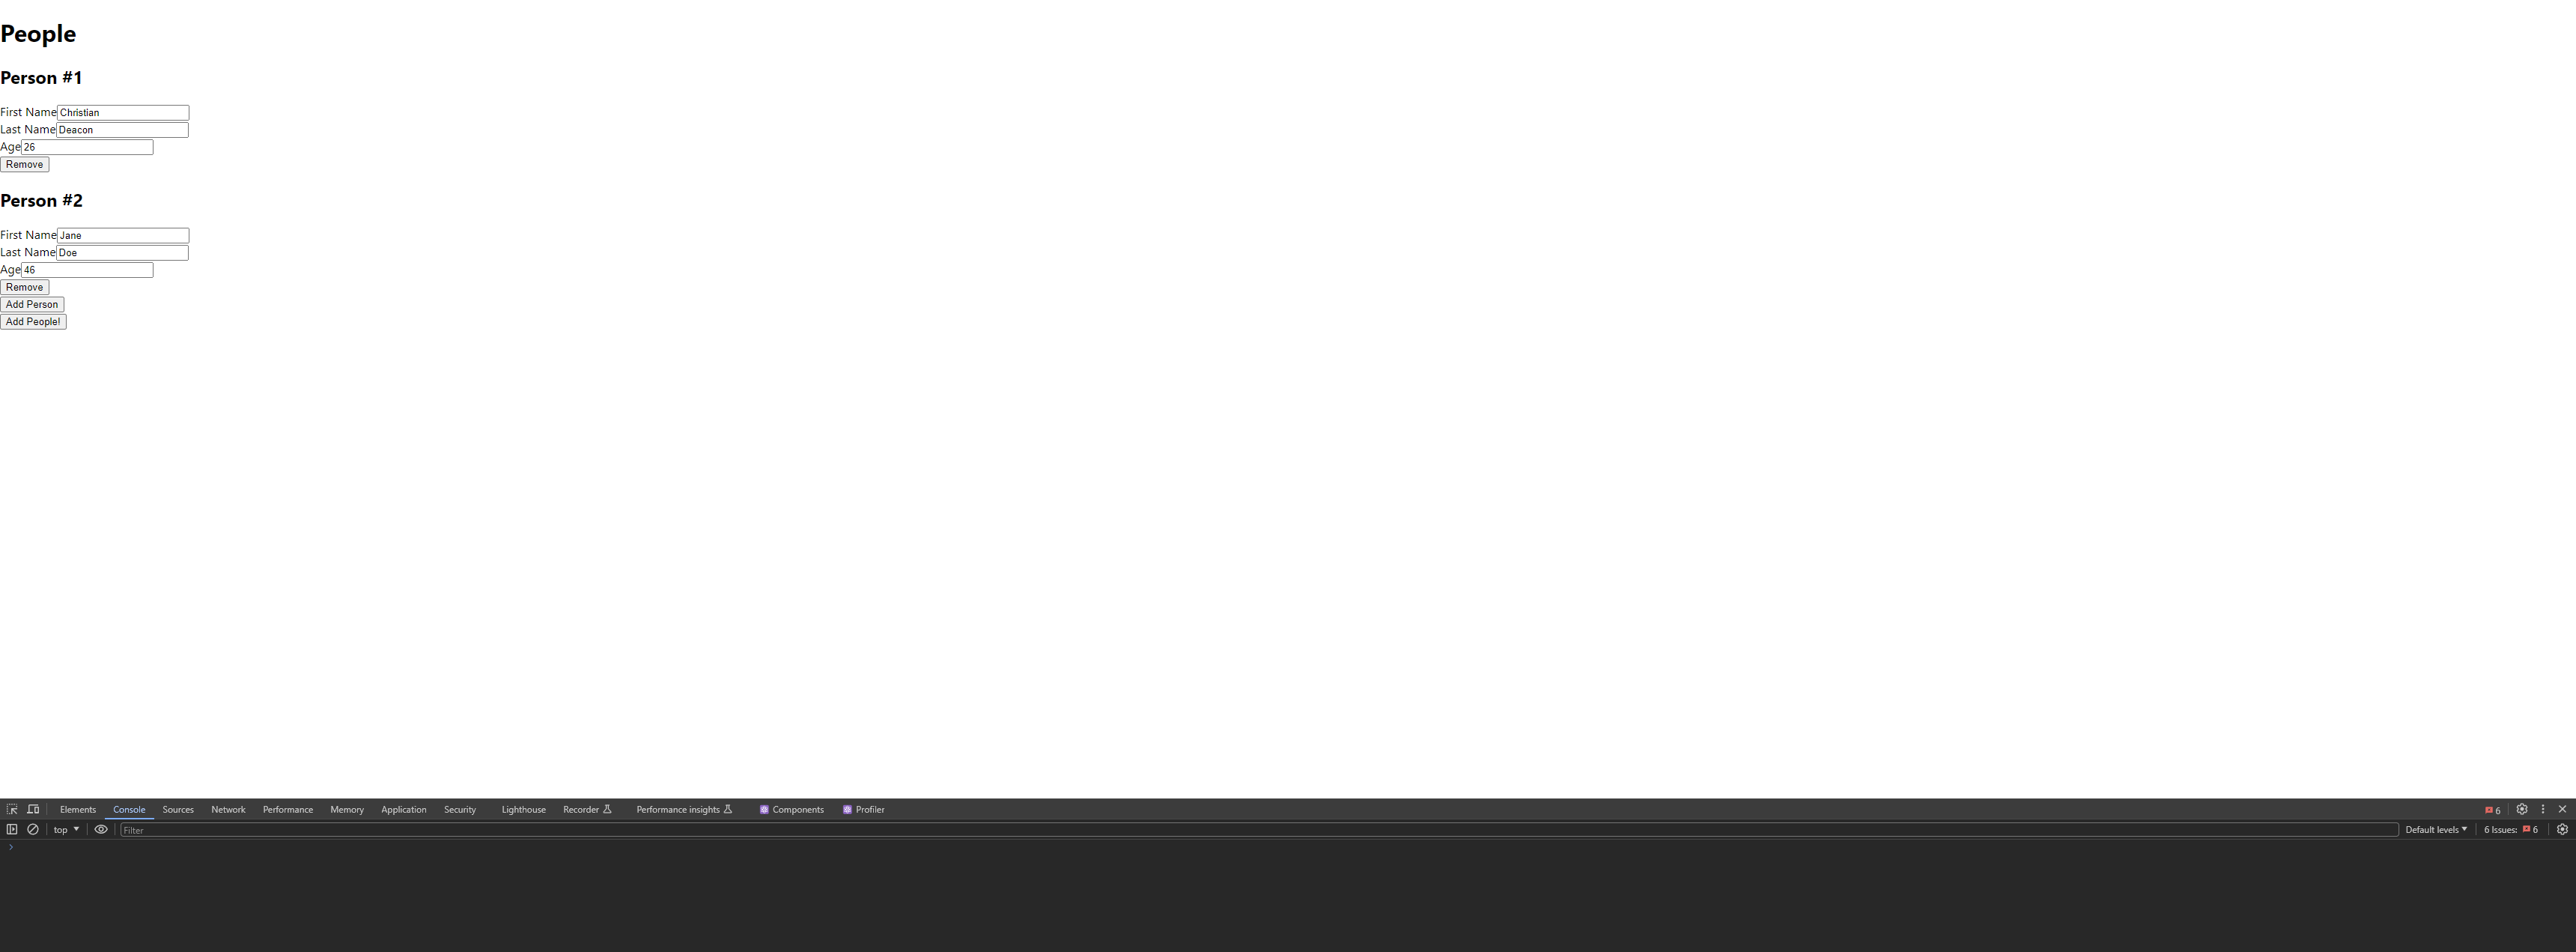 People
Person #1
First Name Christian
Last Name Deacon
Age 26
Remove
Person #2
First Name Jane
Last Name Doe
Age 46
Remove
Add Person
Add People!
Elements Console Sources Network Performance Memory Application Security Lighthouse Recorder Performance insights Components Profiler 6
top Filter Default levels 6 Issues: 6